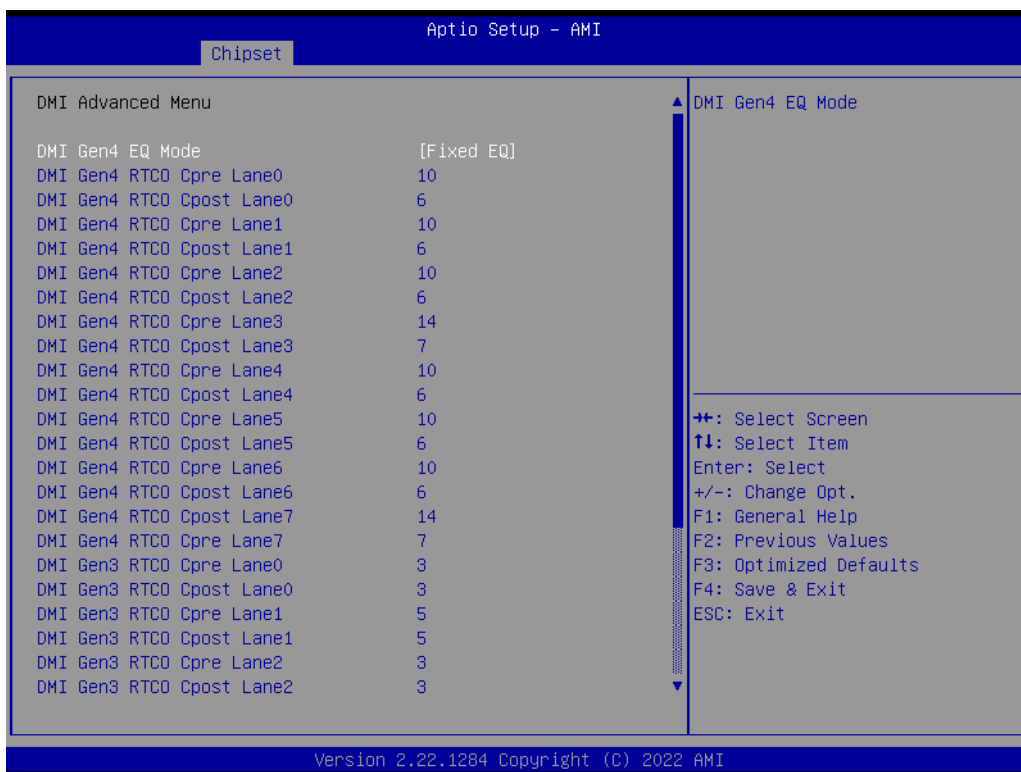 Aptio Setup - AMI
Chipset
DMI Advanced Menu
DMI Gen4 EQ Mode [Fixed EQ]
DMI Gen4 RTCO Cpre Lane0 10
DMI Gen4 RTCO Cpost Lane0 6
DMI Gen4 RTCO Cpre Lane1 10
DMI Gen4 RTCO Cpost Lane1 6
DMI Gen4 RTCO Cpre Lane2 10
DMI Gen4 RTCO Cpost Lane2 6
DMI Gen4 RTCO Cpre Lane3 14
DMI Gen4 RTCO Cpost Lane3 7
DMI Gen4 RTCO Cpre Lane4 10
DMI Gen4 RTCO Cpost Lane4 6
DMI Gen4 RTCO Cpre Lane5 10
DMI Gen4 RTCO Cpost Lane5 6
DMI Gen4 RTCO Cpre Lane6 10
DMI Gen4 RTCO Cpost Lane6 6
DMI Gen4 RTCO Cpost Lane7 14
DMI Gen4 RTCO Cpre Lane7 7
DMI Gen3 RTCO Cpre Lane0 3
DMI Gen3 RTCO Cpost Lane0 3
DMI Gen3 RTCO Cpre Lane1 5
DMI Gen3 RTCO Cpost Lane1 5
DMI Gen3 RTCO Cpre Lane2 3
DMI Gen3 RTCO Cpost Lane2 3
DMI Gen4 EQ Mode
→←: Select Screen
↑↓: Select Item
Enter: Select
+/-: Change Opt.
F1: General Help
F2: Previous Values
F3: Optimized Defaults
F4: Save & Exit
ESC: Exit
Version 2.22.1284 Copyright (C) 2022 AMI